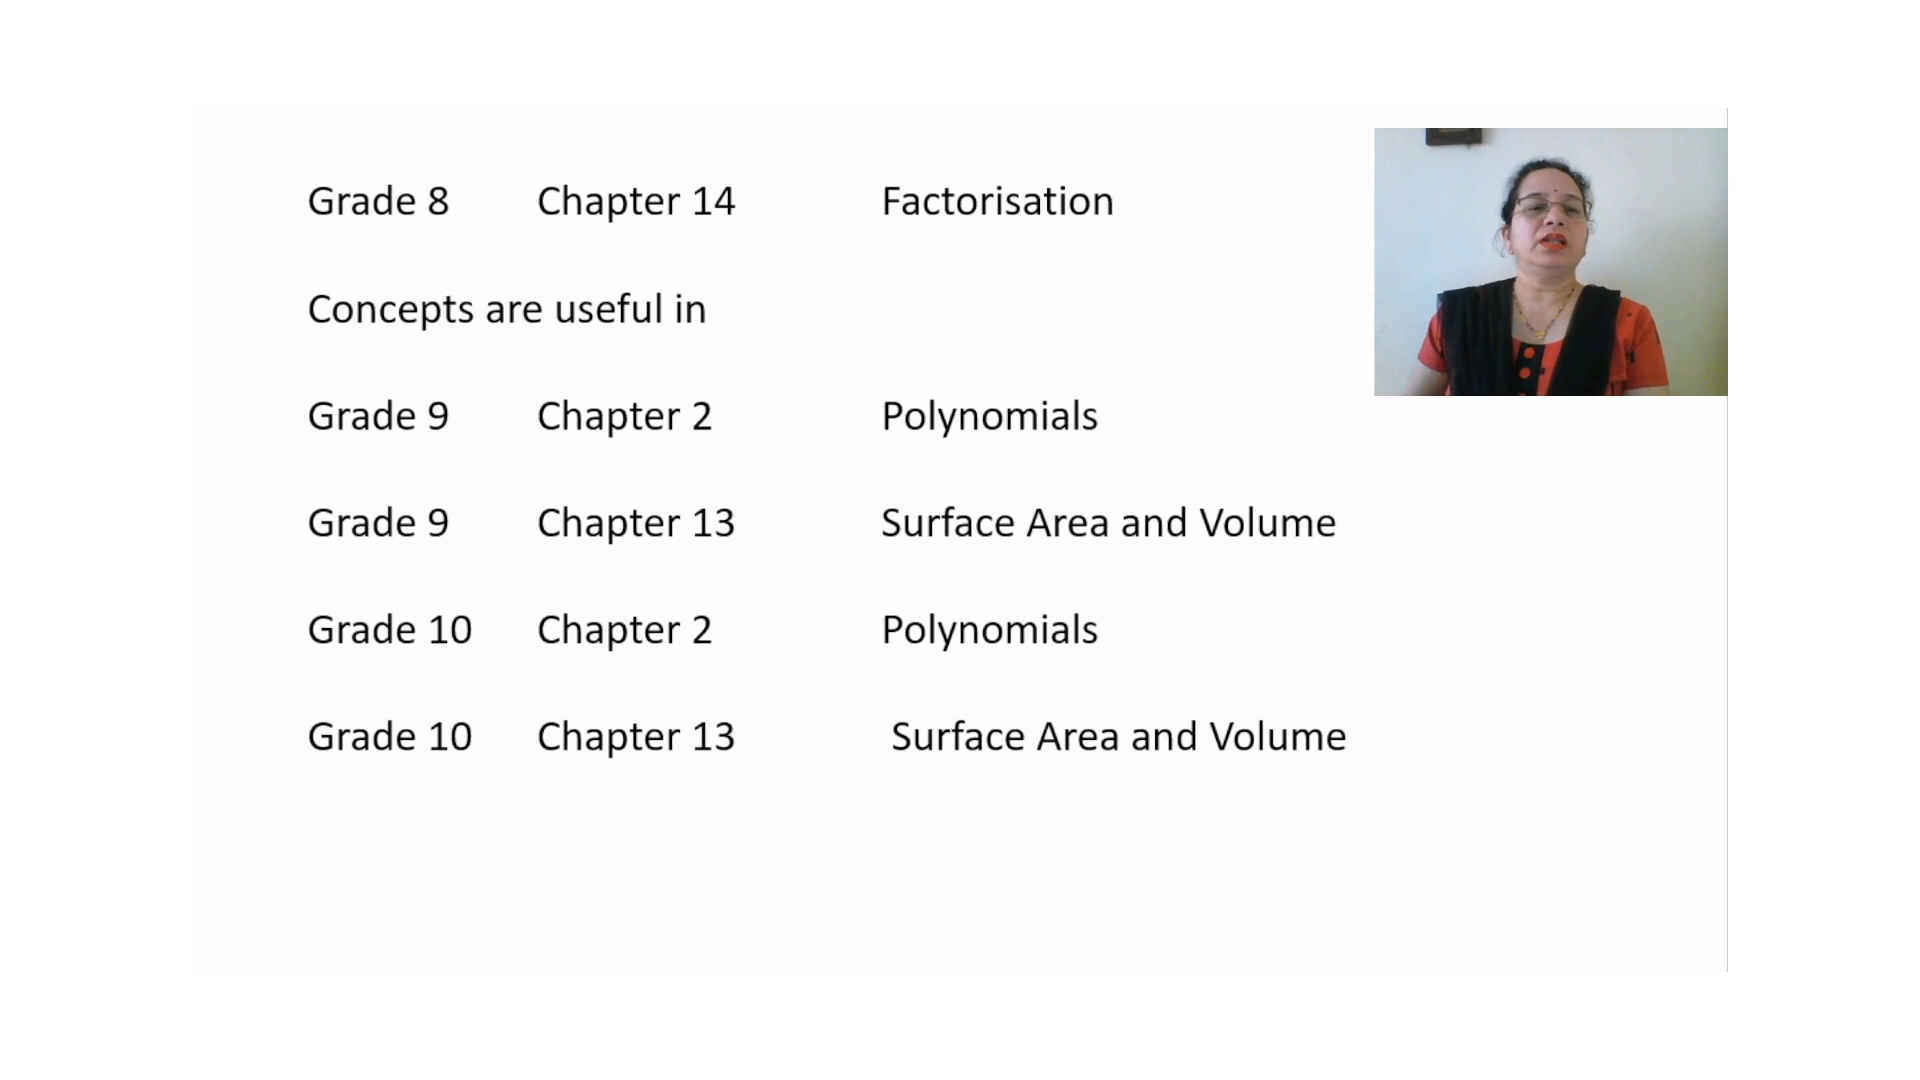 Grade 8 Chapter 14 Factorisation
Concepts are useful in
Grade 9 Chapter 2 Polynomials
Grade 9 Chapter 13 Surface Area and Volume
Grade 10 Chapter 2 Polynomials
Grade 10 Chapter 13 Surface Area and Volume